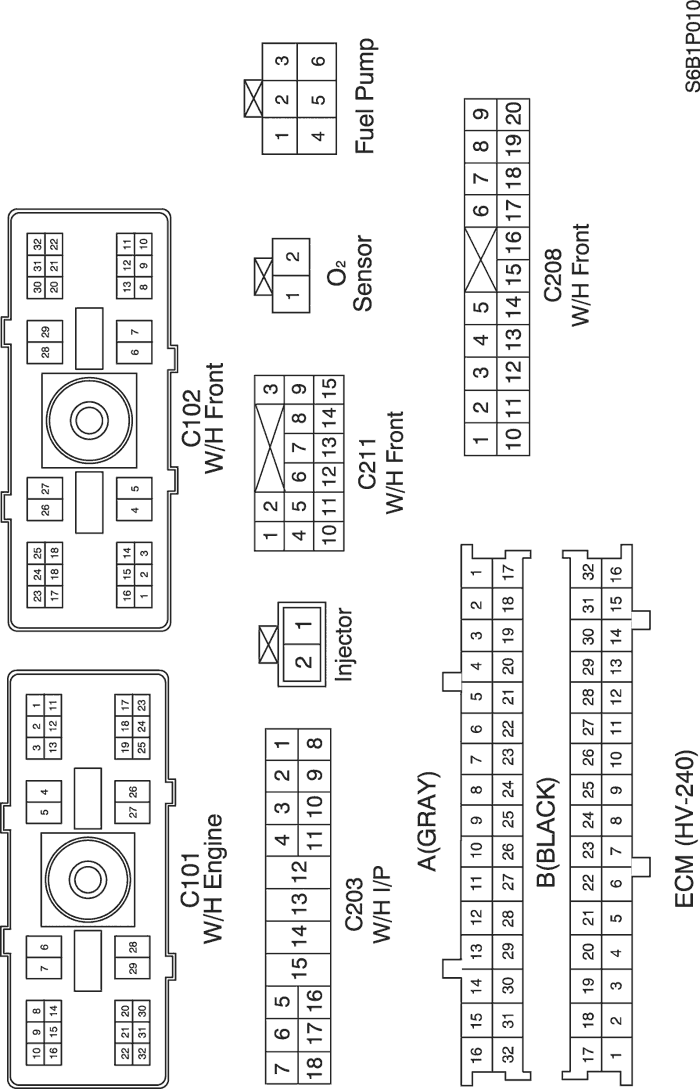 10 9 8
16 15 14
7 6
5 4
3 2 1
13 12 11
22 21 20
32 31 30
29 28
27 26
19 18 17
25 24 23
C101
W/H Engine
23 24 25
17 18 18
26 27
28 29
30 31 32
20 21 22
16 15 14
1 2 3
4 5
6 7
13 12 11
8 9 10
C102
W/H Front
7 6 5 15 14 13 12 4 3 2 1
18 17 16 11 10 9 8
C203
W/H I/P
2 1
Injector
1 2 3
4 5 6 7 8 9
10 11 12 13 14 15
C211
W/H Front
1 2
O2
Sensor
1 2 3
4 5 6
Fuel Pump
A(GRAY)
16 15 14 13 12 11 10 9 8 7 6 5 4 3 2 1
32 31 30 29 28 27 26 25 24 23 22 21 20 19 18 17
B(BLACK)
17 18 19 20 21 22 23 24 25 26 27 28 29 30 31 32
1 2 3 4 5 6 7 8 9 10 11 12 13 14 15 16
ECM (HV-240)
1 2 3 4 5 6 7 8 9
10 11 12 13 14 15 16 17 18 19 20
C208
W/H Front
S6B1P010